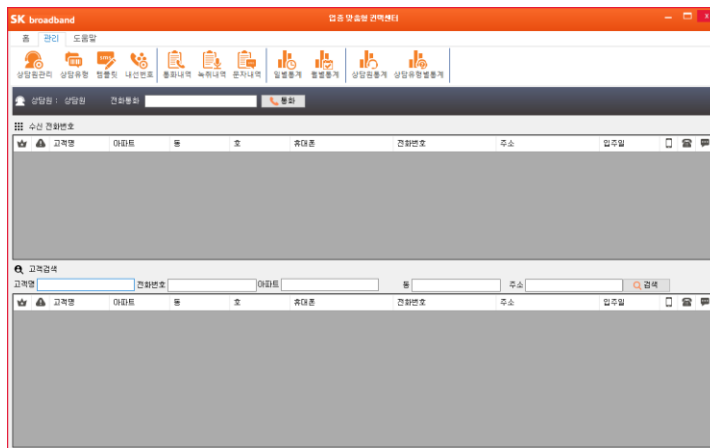 SK broadband 업종 맞춤형 컨택센터
홈 관리 도움말
상담원관리 상담유형 템플릿 내선번호 통화내역 녹취내역 문자내역 일별통계 월별통계 상담원통계 상담유형별통계
상담원 : 상담원 전화통화 통화
수신 전화번호
고객명 아파트 동 호 휴대폰 전화번호 주소 입주일
고객검색
고객명 전화번호 아파트 동 주소 검색
고객명 아파트 동 호 휴대폰 전화번호 주소 입주일